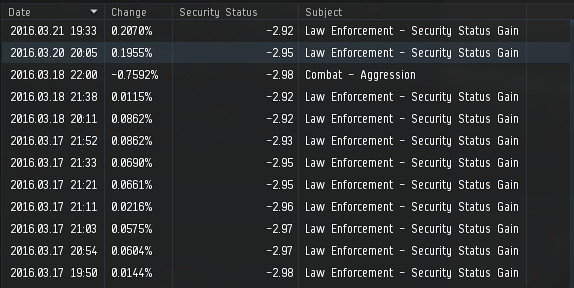 Date Change Security Status Subject
2016.03.21 19:33 0.2070% -2.92 Law Enforcement - Security Status Gain
2016.03.20 20:05 0.1955% -2.95 Law Enforcement - Security Status Gain
2016.03.18 22:00 -0.7592% -2.98 Combat - Aggression
2016.03.18 21:38 0.0115% -2.92 Law Enforcement - Security Status Gain
2016.03.18 20:11 0.0862% -2.92 Law Enforcement - Security Status Gain
2016.03.17 21:52 0.0862% -2.93 Law Enforcement - Security Status Gain
2016.03.17 21:33 0.0690% -2.95 Law Enforcement - Security Status Gain
2016.03.17 21:21 0.0661% -2.95 Law Enforcement - Security Status Gain
2016.03.17 21:11 0.0216% -2.96 Law Enforcement - Security Status Gain
2016.03.17 21:03 0.0575% -2.97 Law Enforcement - Security Status Gain
2016.03.17 20:54 0.0604% -2.97 Law Enforcement - Security Status Gain
2016.03.17 19:50 0.0144% -2.98 Law Enforcement - Security Status Gain